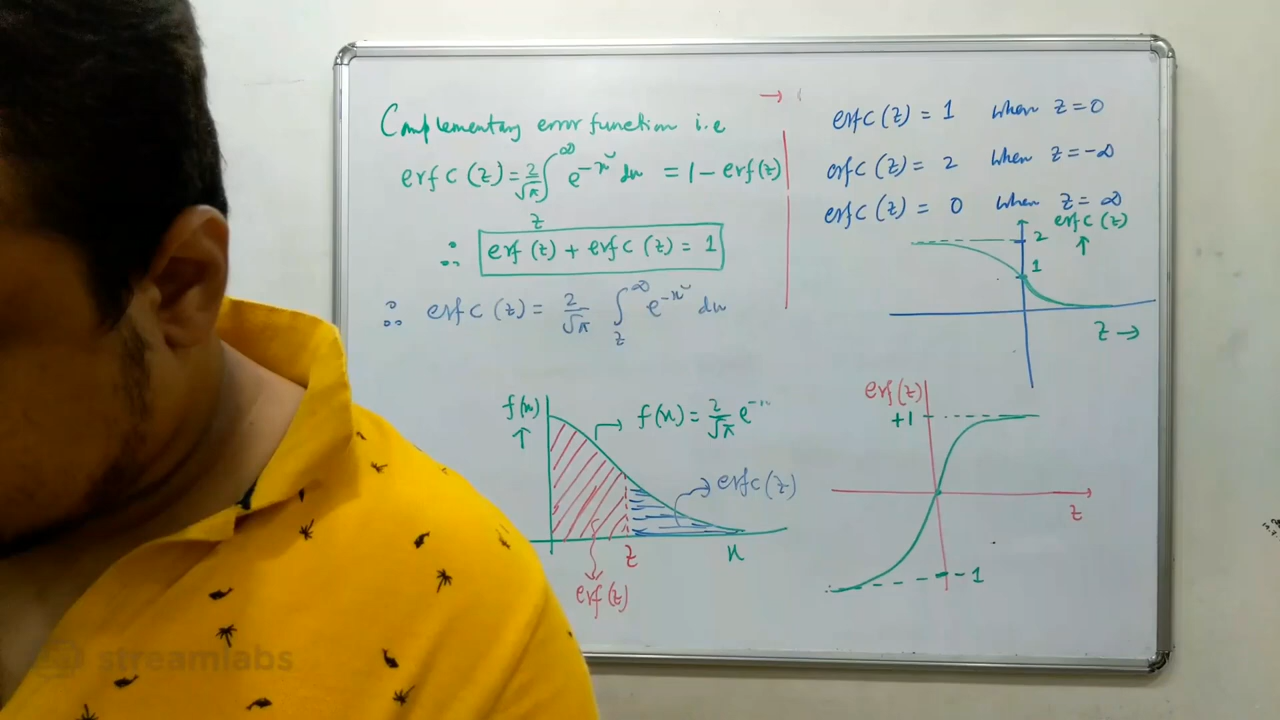 Complementary error function i.e
erfc (z) = 2/√π ∫_z^∞ e^-x² dx = 1 - erf(z)
∴ erf (z) + erfc (z) = 1
∴ erfc (z) = 2/√π ∫_z^∞ e^-x² dx
f(x) ↑
f(x) = 2/√π e^-x
erfc(z)
z
x
erf(z)
→
erfc(z) = 1 when z=0
erfc(z) = 2 when z=-∞
erfc(z) = 0 when z=∞
erfc(z) ↑
2
1
z →
erf(z)
+1
z
-1
streamlabs